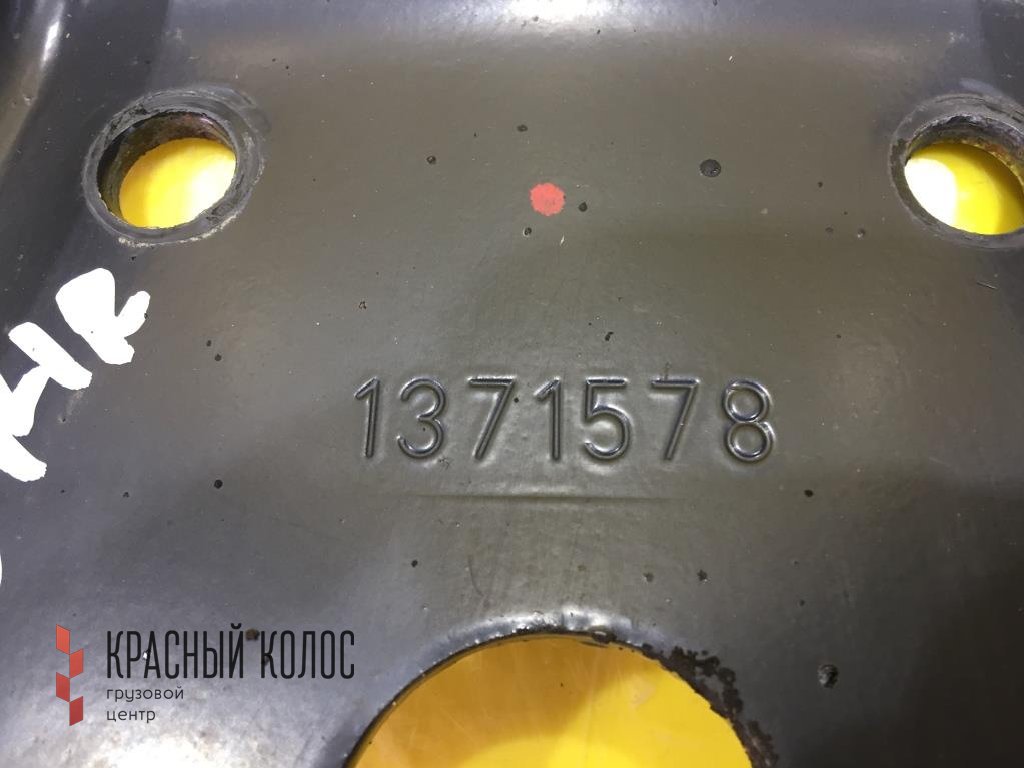 1371578
КРАСНЫЙ КОЛОС
грузовой
центр